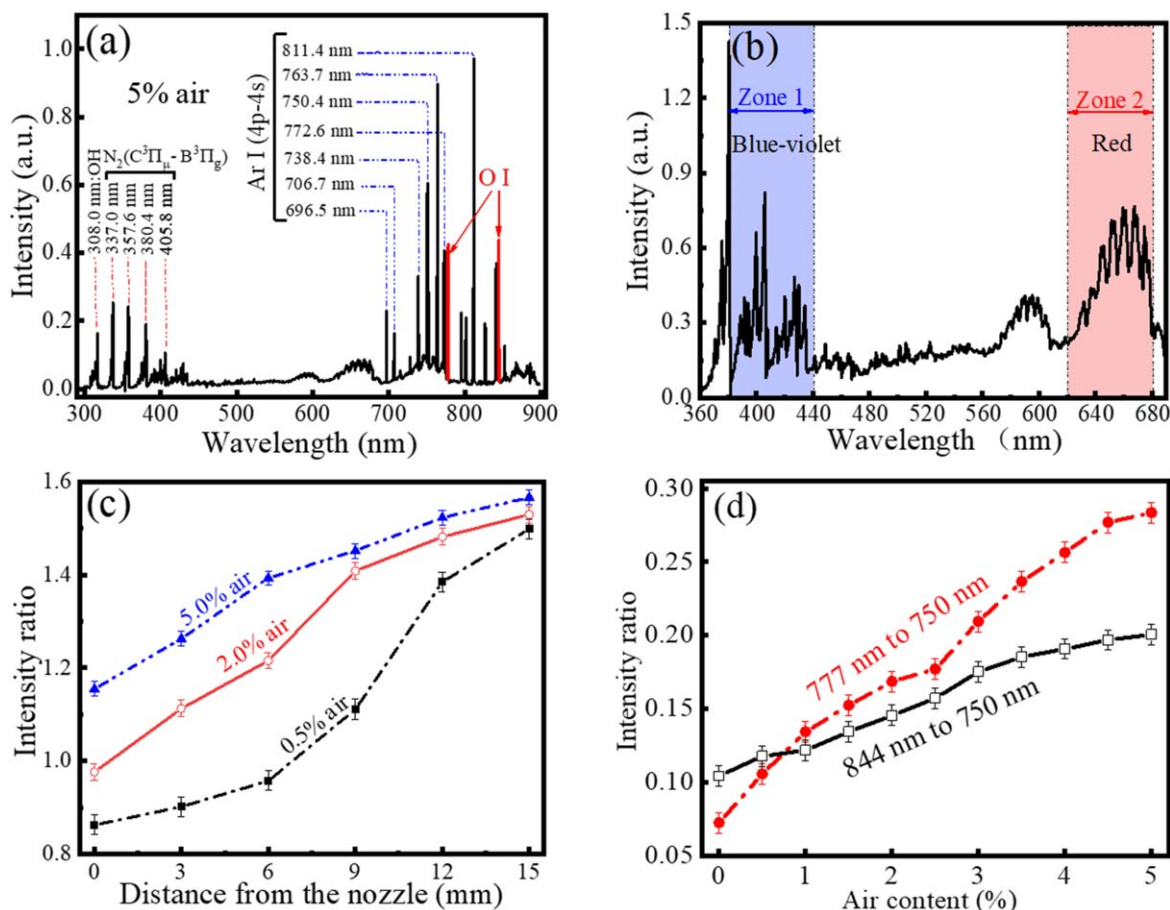 (a)
5% air
Intensity (a.u.)
1.0
0.8
0.6
0.4
0.2
0.0
Ar I (4p-4s)
811.4 nm
763.7 nm
750.4 nm
772.6 nm
738.4 nm
706.7 nm
696.5 nm
O I
N₂(C³Πμ- B³Πg)
308.0 nm:OH
337.0 nm
357.6 nm
380.4 nm
405.8 nm
300 400 500 600 700 800 900
Wavelength (nm)
(b)
Intensity (a.u.)
1.5
1.2
0.9
0.6
0.3
0.0
Zone 1
Blue-violet
Zone 2
Red
360 400 440 480 520 560 600 640 680
Wavelength （nm)
(c)
Intensity ratio
1.6
1.4
1.2
1.0
0.8
5.0% air
2.0% air
0.5% air
0 3 6 9 12 15
Distance from the nozzle (mm)
(d)
Intensity ratio
0.30
0.25
0.20
0.15
0.10
0.05
777 nm to 750 nm
844 nm to 750 nm
0 1 2 3 4 5
Air content (%)